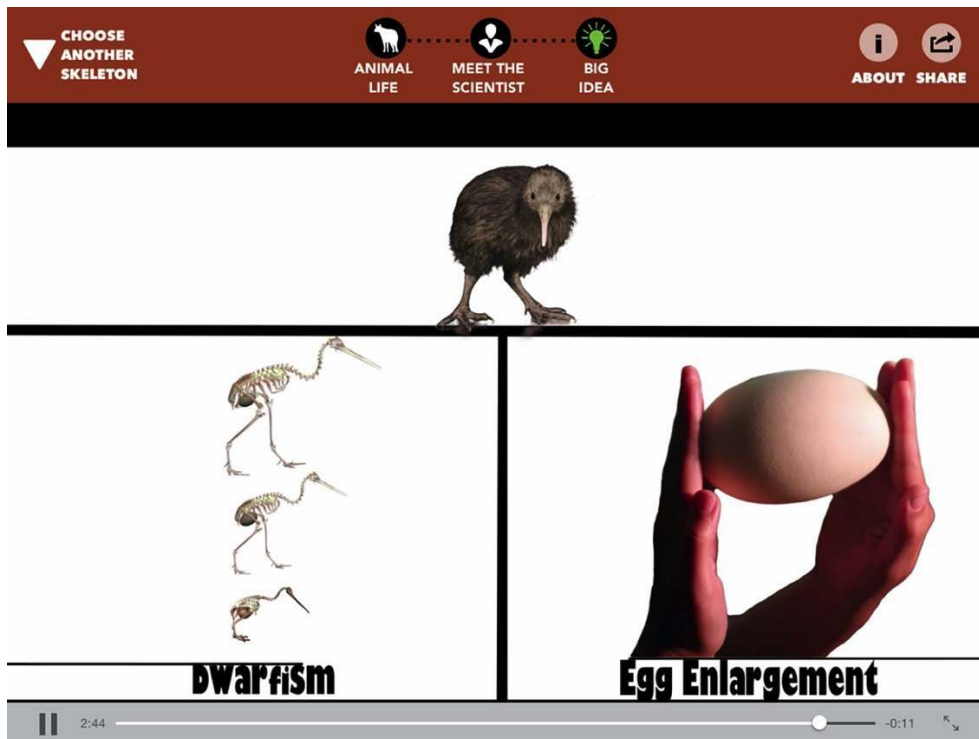 CHOOSE
ANOTHER
SKELETON
ANIMAL
LIFE
MEET THE
SCIENTIST
BIG
IDEA
i
ABOUT
SHARE
Dwarfism
Egg Enlargement
2:44
-0:11